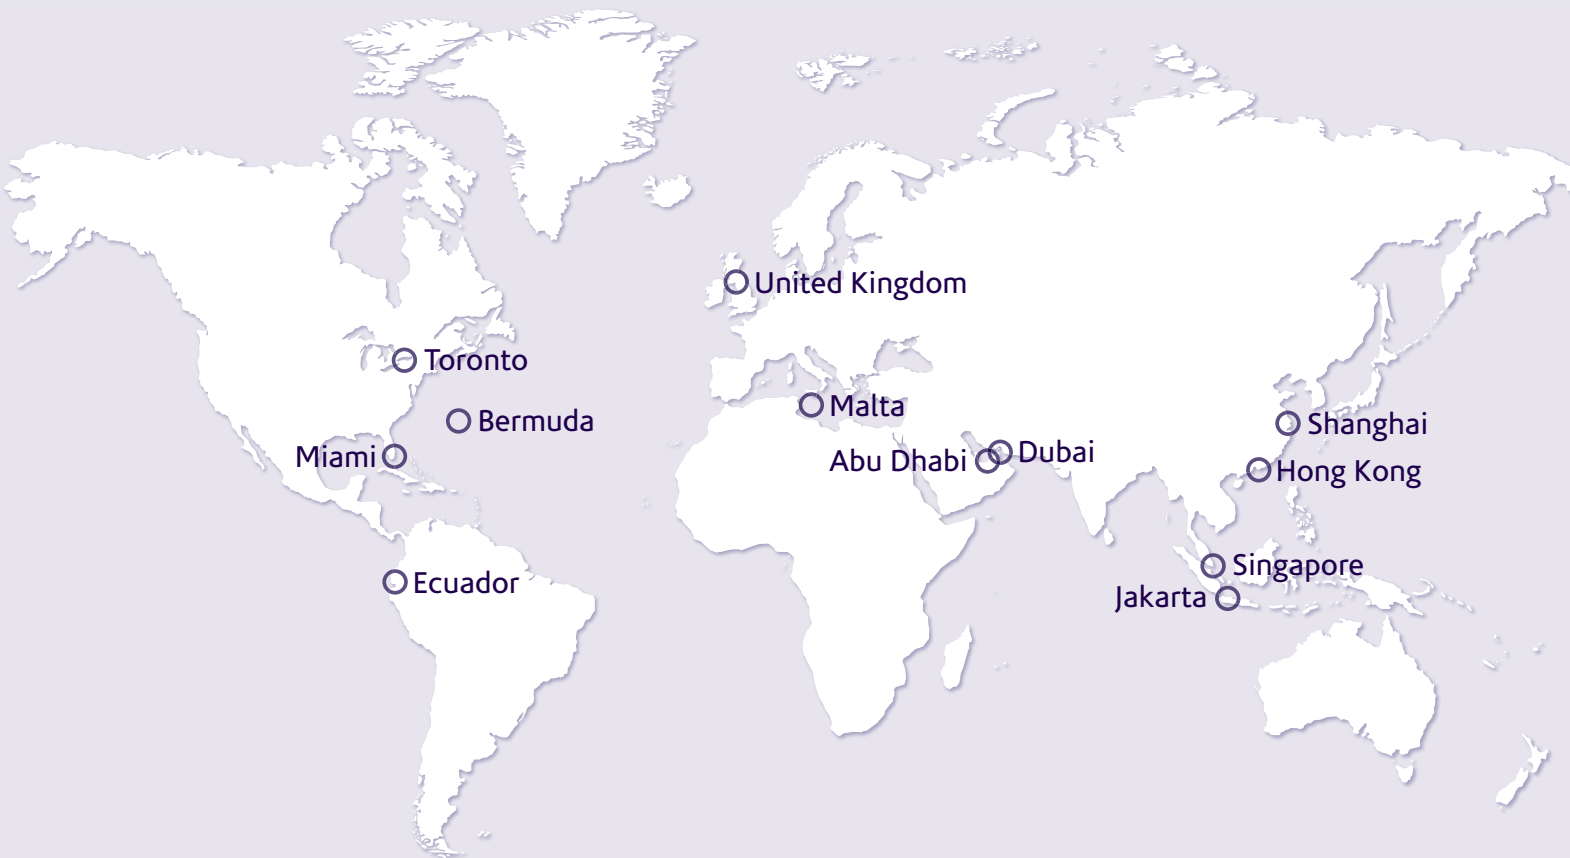 United Kingdom
Toronto
Malta
Bermuda
Shanghai
Miami
Abu Dhabi
Dubai
Hong Kong
Singapore
Ecuador
Jakarta